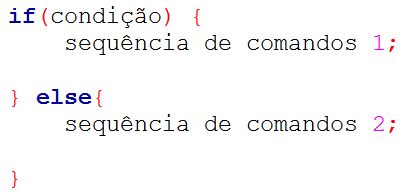 if(condição) {
sequência de comandos 1;
} else{
sequência de comandos 2;
}